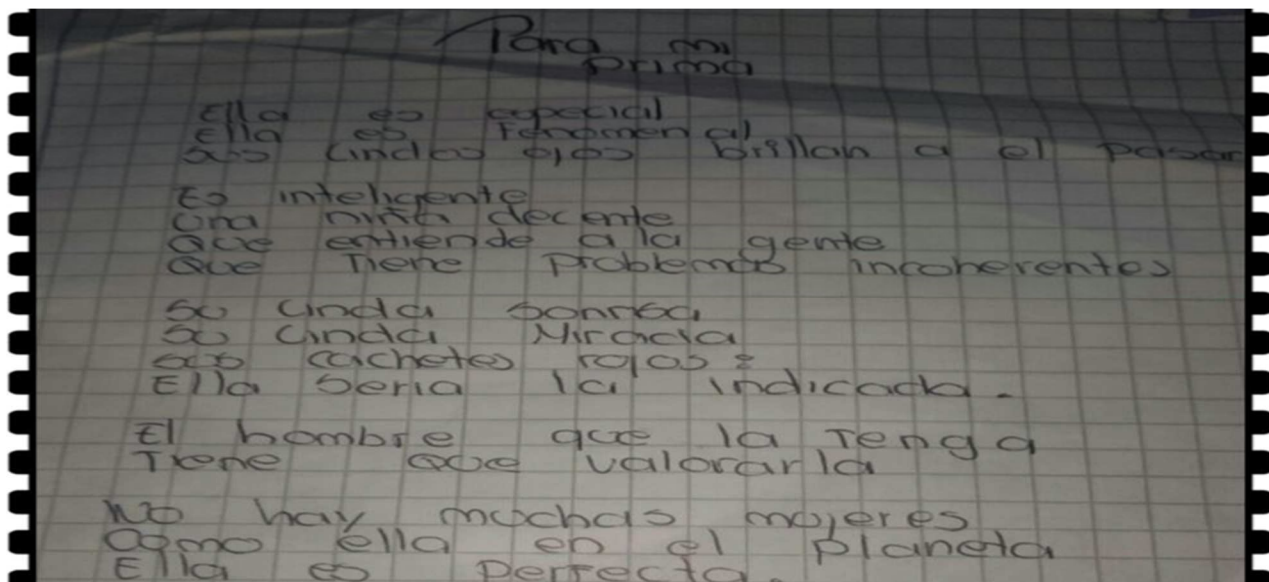 Para mi
prima
Ella es especial
Ella es Fenomenal
sus Lindos ojos brillan a el pasar
Es inteligente
Una niña decente
Que entiende a la gente
Que Tiene problemas incoherentes
Su Linda sonrisa
Su Linda Mirada
sus cachetes rojos:
Ella seria la indicada.
El hombre que la Tenga
Tiene que valorarla
No hay muchas mujeres
Como élla en el planeta
Ella es perfecta.